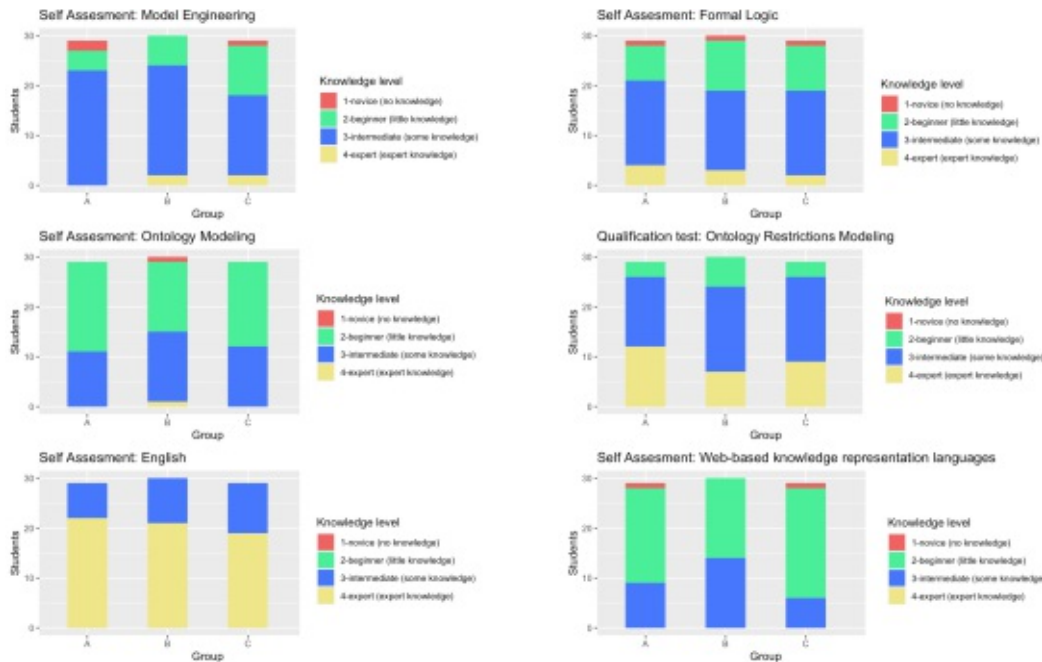 Self Assesment: Model Engineering
30
20
10
0
Students
A B C
Group
Knowledge level
1-novice (no knowledge)
2-beginner (little knowledge)
3-intermediate (some knowledge)
4-expert (expert knowledge)
Self Assesment: Formal Logic
30
20
10
0
Students
A B C
Group
Knowledge level
1-novice (no knowledge)
2-beginner (little knowledge)
3-intermediate (some knowledge)
4-expert (expert knowledge)
Self Assesment: Ontology Modeling
30
20
10
0
Students
A B C
Group
Knowledge level
1-novice (no knowledge)
2-beginner (little knowledge)
3-intermediate (some knowledge)
4-expert (expert knowledge)
Qualification test: Ontology Restrictions Modeling
30
20
10
0
Students
A B C
Group
Knowledge level
1-novice (no knowledge)
2-beginner (little knowledge)
3-intermediate (some knowledge)
4-expert (expert knowledge)
Self Assesment: English
30
20
10
0
Students
A B C
Group
Knowledge level
1-novice (no knowledge)
2-beginner (little knowledge)
3-intermediate (some knowledge)
4-expert (expert knowledge)
Self Assesment: Web-based knowledge representation languages
30
20
10
0
Students
A B C
Group
Knowledge level
1-novice (no knowledge)
2-beginner (little knowledge)
3-intermediate (some knowledge
4-expert (expert knowledge)